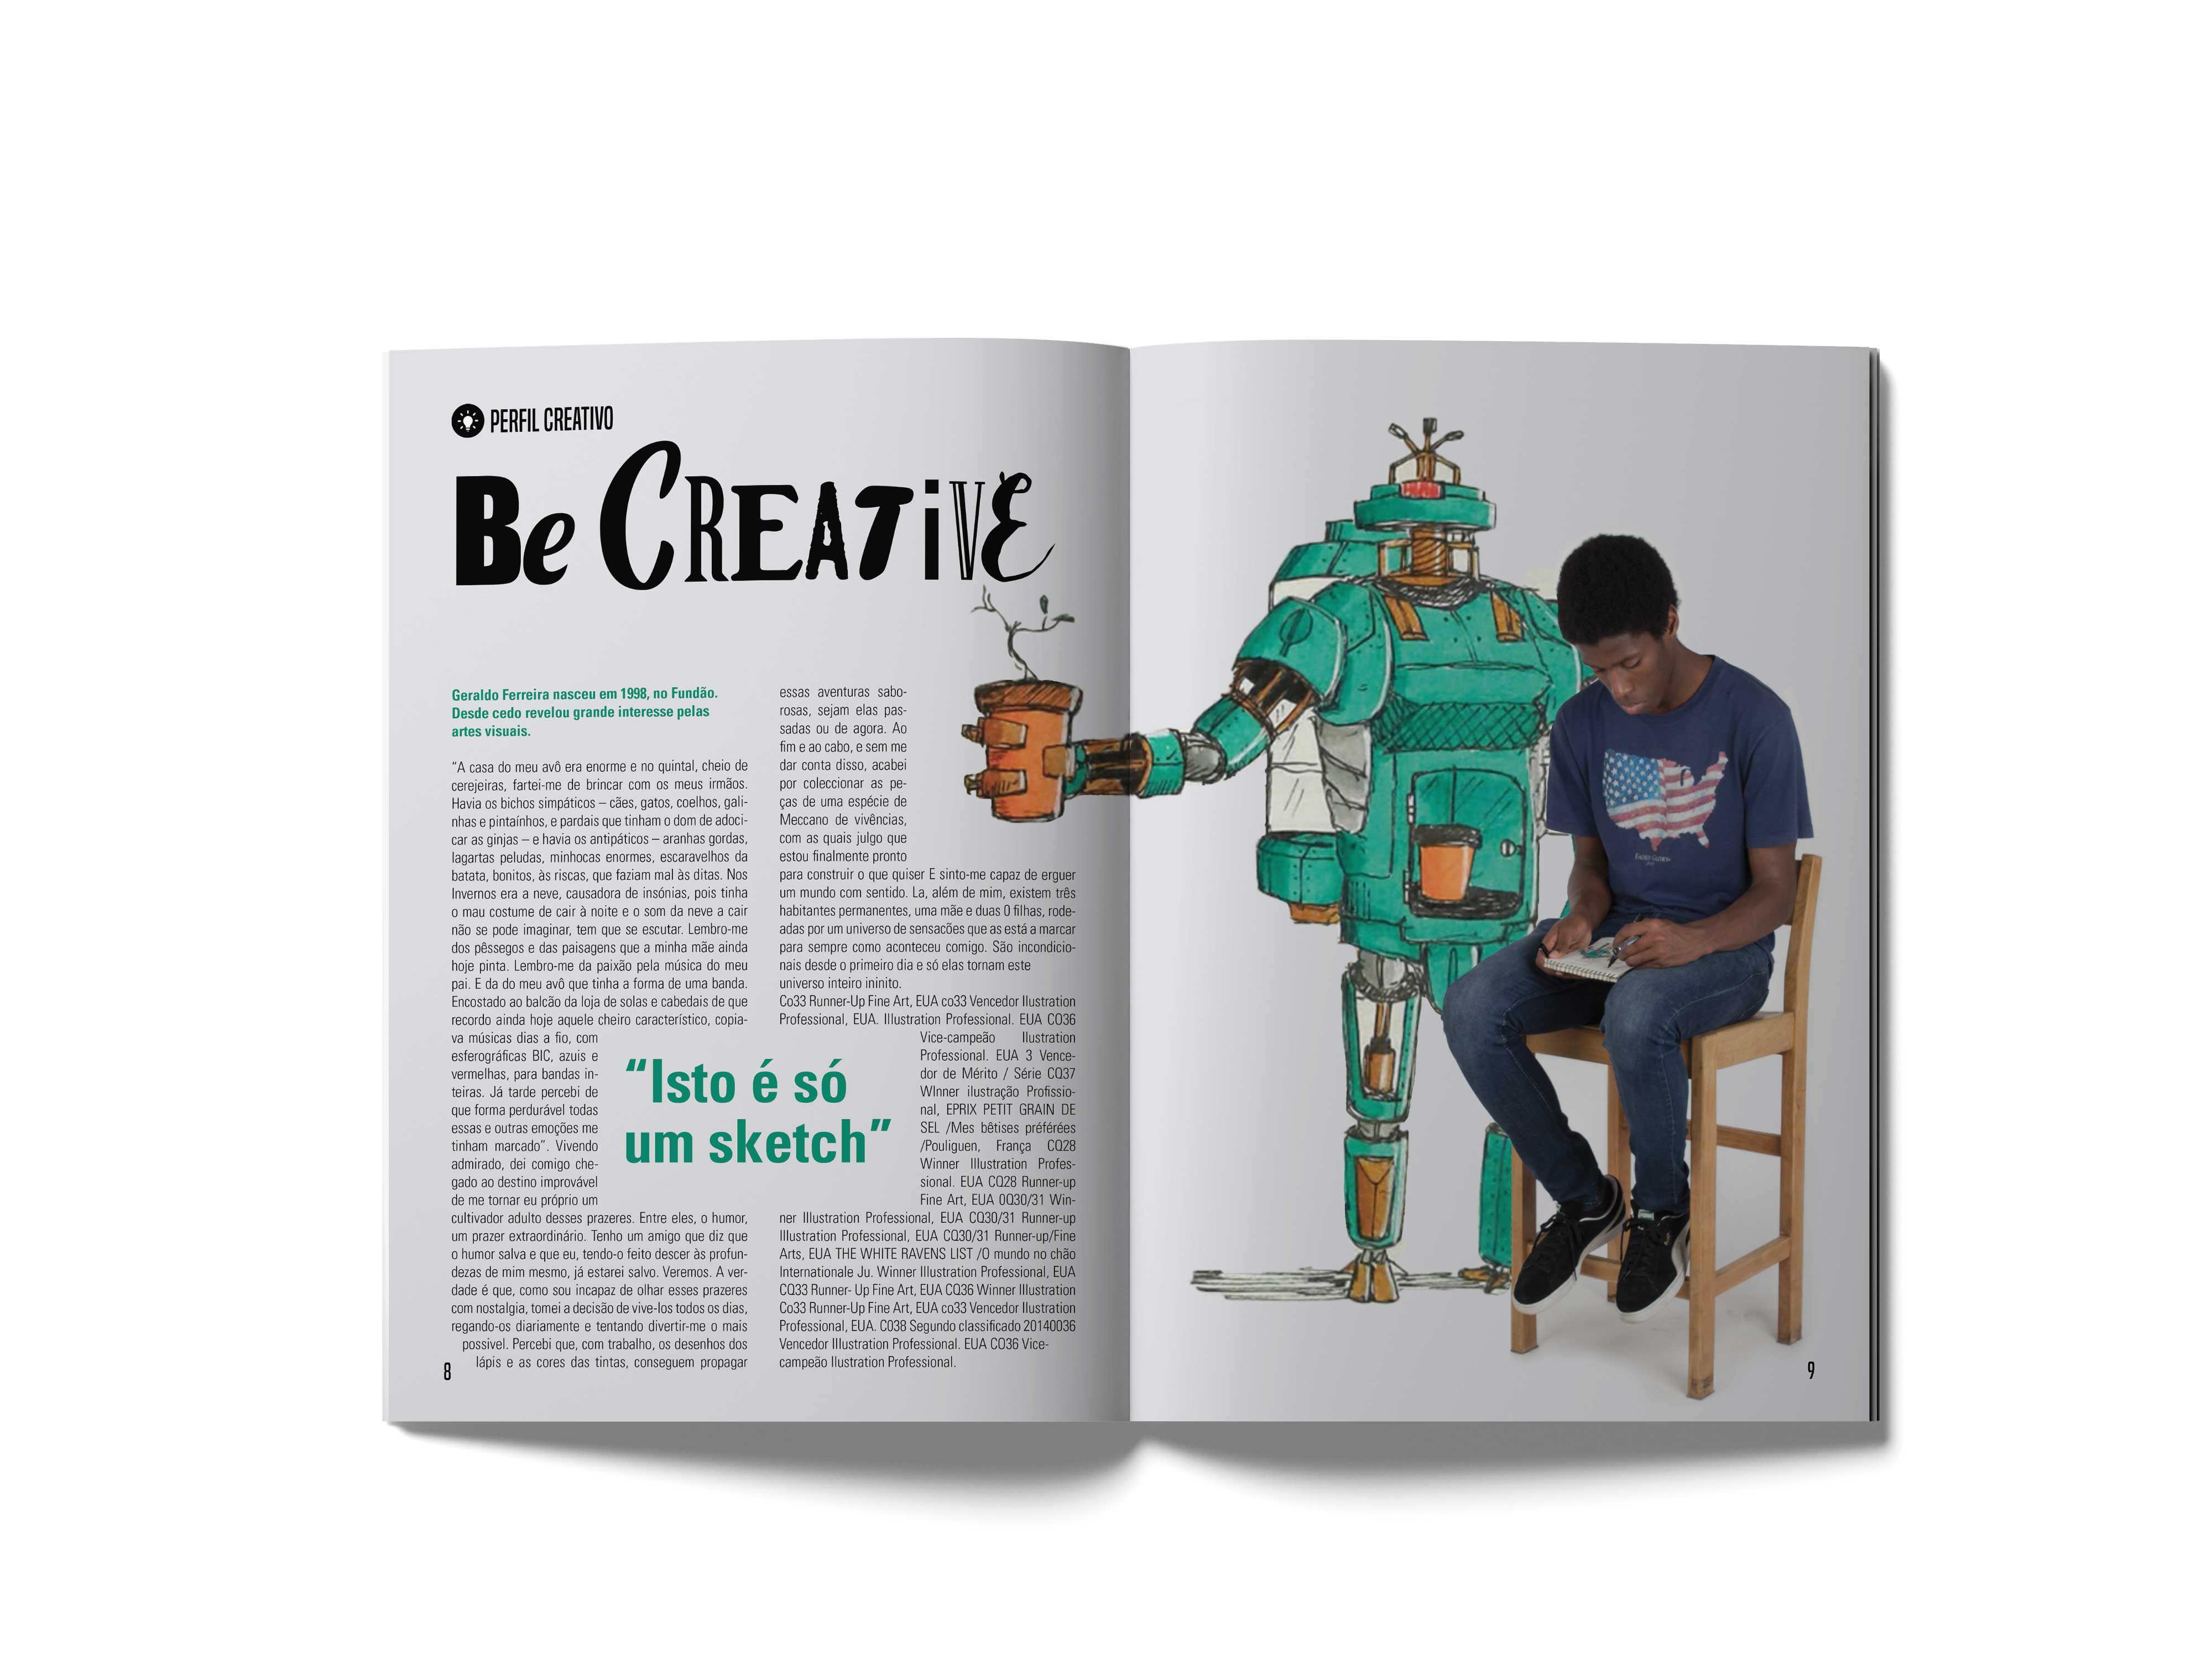 PERFIL CREATIVO
Be CREATiVE
Geraldo Ferreira nasceu em 1998, no Fundão.
Desde cedo revelou grande interesse pelas
artes visuais.
“A casa do meu avô era enorme e no quintal, cheio de
cerejeiras, fartei-me de brincar com os meus irmãos.
Havia os bichos simpáticos – cães, gatos, coelhos, gali-
nhas e pintaínhos, e pardais que tinham o dom de adoci-
car as ginjas – e havia os antipáticos – aranhas gordas,
lagartas peludas, minhocas enormes, escaravelhos da
batata, bonitos, às riscas, que faziam mal às ditas. Nos
Invernos era a neve, causadora de insónias, pois tinha
o mau costume de cair à noite e o som da neve a cair
não se pode imaginar, tem que se escutar. Lembro-me
dos pêssegos e das paisagens que a minha mãe ainda
hoje pinta. Lembro-me da paixão pela música do meu
pai. E da do meu avô que tinha a forma de uma banda.
Encostado ao balcão da loja de solas e cabedais de que
recordo ainda hoje aquele cheiro característico, copia-
va músicas dias a fio, com
esferográficas BIC, azuis e
vermelhas, para bandas in-
teiras. Já tarde percebi de
que forma perdurável todas
essas e outras emoções me
tinham marcado”. Vivendo
admirado, dei comigo che-
gado ao destino improvável
de me tornar eu próprio um
cultivador adulto desses prazeres. Entre eles, o humor,
um prazer extraordinário. Tenho um amigo que diz que
o humor salva e que eu, tendo-o feito descer às profun-
dezas de mim mesmo, já estarei salvo. Veremos. A ver-
dade é que, como sou incapaz de olhar esses prazeres
com nostalgia, tomei a decisão de vive-los todos os dias,
regando-os diariamente e tentando divertir-me o mais
possivel. Percebi que, com trabalho, os desenhos dos
lápis e as cores das tintas, conseguem propagar
essas aventuras sabo-
rosas, sejam elas pas-
sadas ou de agora. Ao
fim e ao cabo, e sem me
dar conta disso, acabei
por coleccionar as pe-
ças de uma espécie de
Meccano de vivências,
com as quais julgo que
estou finalmente pronto
para construir o que quiser E sinto-me capaz de erguer
um mundo com sentido. La, além de mim, existem três
habitantes permanentes, uma mãe e duas 0 filhas, rode-
adas por um universo de sensacões que as está a marcar
para sempre como aconteceu comigo. São incondicio-
nais desde o primeiro dia e só elas tornam este
universo inteiro ininito.
Co33 Runner-Up Fine Art, EUA co33 Vencedor Ilustration
Professional, EUA. Illustration Professional. EUA CO36
Vice-campeão Ilustration
Professional. EUA 3 Vence-
dor de Mérito / Série CQ37
WInner ilustração Profissio-
nal, EPRIX PETIT GRAIN DE
SEL /Mes bêtises préférées
/Pouliguen, França CQ28
Winner Illustration Profes-
sional. EUA CQ28 Runner-up
Fine Art, EUA 0Q30/31 Win-
ner Illustration Professional, EUA CQ30/31 Runner-up
Illustration Professional, EUA CQ30/31 Runner-up/Fine
Arts, EUA THE WHITE RAVENS LIST /O mundo no chão
Internationale Ju. Winner Illustration Professional, EUA
CQ33 Runner- Up Fine Art, EUA CQ36 Winner Illustration
Co33 Runner-Up Fine Art, EUA co33 Vencedor Ilustration
Professional, EUA. C038 Segundo classificado 20140036
Vencedor Illustration Professional. EUA CO36 Vice-
campeão Ilustration Professional.
“Isto é só
um sketch”
8
9